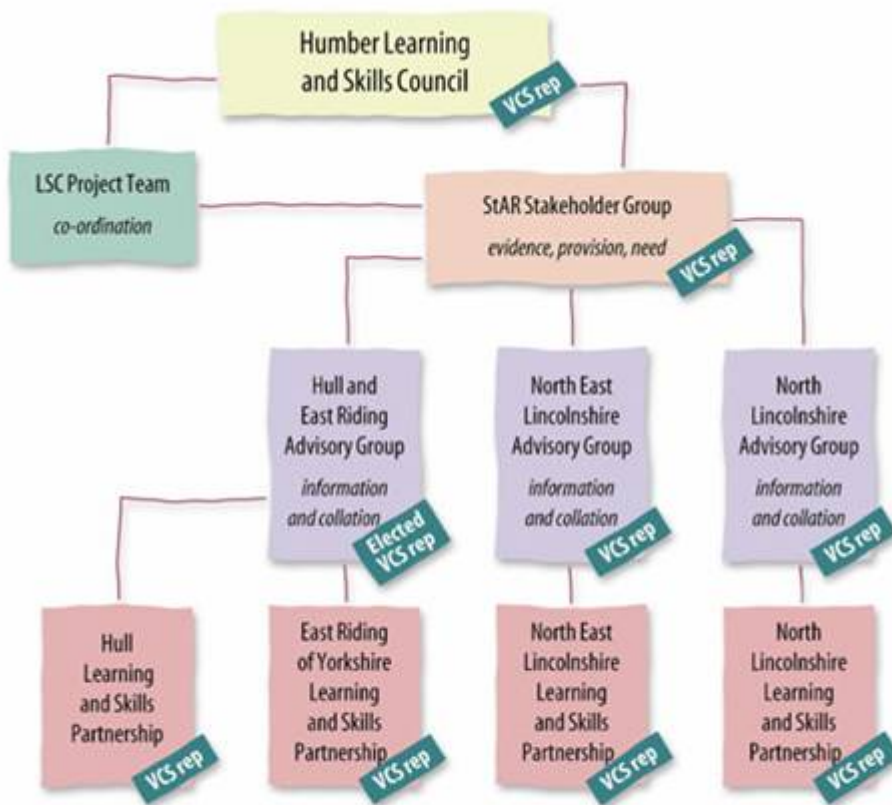 Humber Learning
and Skills Council
VCS rep
LSC Project Team
co-ordination
StAR Stakeholder Group
evidence, provision, need
VCS rep
Hull and
East Riding
Advisory Group
information
and collation
Elected
VCS rep
North East
Lincolnshire
Advisory Group
information
and collation
VCS rep
North
Lincolnshire
Advisory Group
information
and collation
VCS rep
Hull
Learning
and Skills
Partnership
VCS rep
East Riding
of Yorkshire
Learning
and Skills
Partnership
VCS rep
North East
Lincolnshire
Learning
and Skills
Partnership
VCS rep
North
Lincolnshire
Learning
and Skills
Partnership
VCS rep